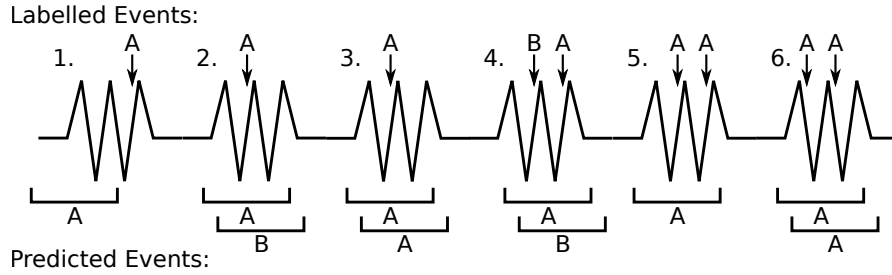 Labelled Events:
A A A B A A A A A
1. 2. 3. 4. 5. 6.
A A A A A A
B A B A
Predicted Events: